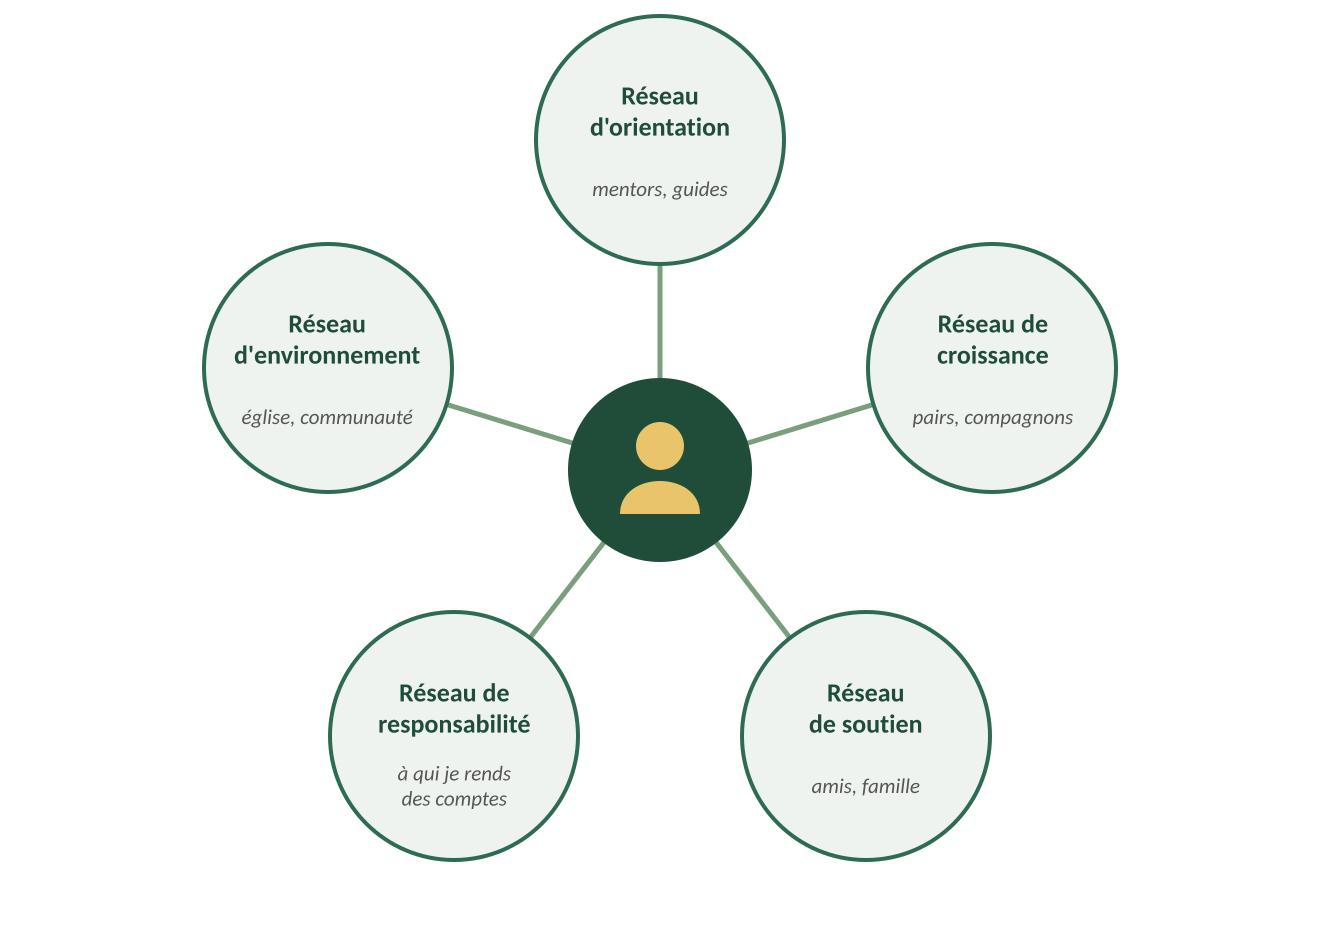 Réseau
d'orientation
mentors, guides
Réseau
d'environnement
église, communauté
Réseau de
croissance
pairs, compagnons
Réseau de
responsabilité
à qui je rends
des comptes
Réseau
de soutien
amis, famille